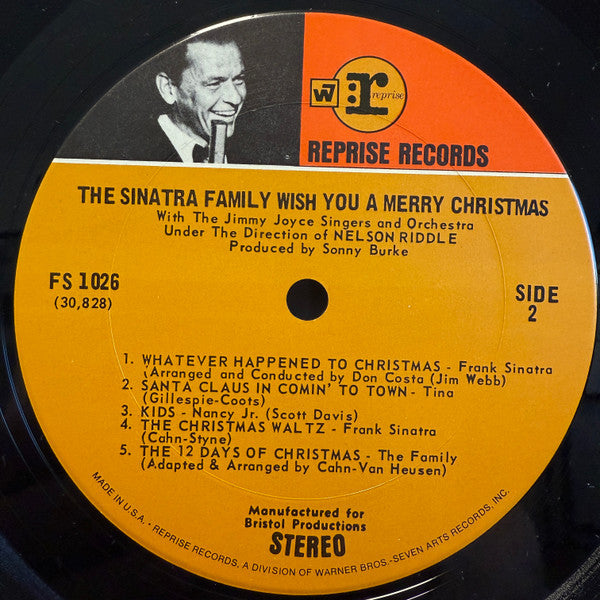 W7
r
reprise
REPRISE RECORDS
THE SINATRA FAMILY WISH YOU A MERRY CHRISTMAS
With The Jimmy Joyce Singers and Orchestra
Under The Direction of NELSON RIDDLE
Produced by Sonny Burke
FS 1026
(30,828)
SIDE
2
1. WHATEVER HAPPENED TO CHRISTMAS - Frank Sinatra
(Arranged and Conducted by Don Costa (Jim Webb)
2. SANTA CLAUS IN COMIN' TO TOWN - Tina
(Gillespie-Coots)
3. KIDS - Nancy Jr. (Scott Davis)
4. THE CHRISTMAS WALTZ - Frank Sinatra
(Cahn-Styne)
5. THE 12 DAYS OF CHRISTMAS - The Family
(Adapted & Arranged by Cahn-Van Heusen)
Manufactured for
Bristol Productions
STEREO
MADE IN U.S.A. • REPRISE RECORDS, A DIVISION OF WARNER BROS.-SEVEN ARTS RECORDS, INC.